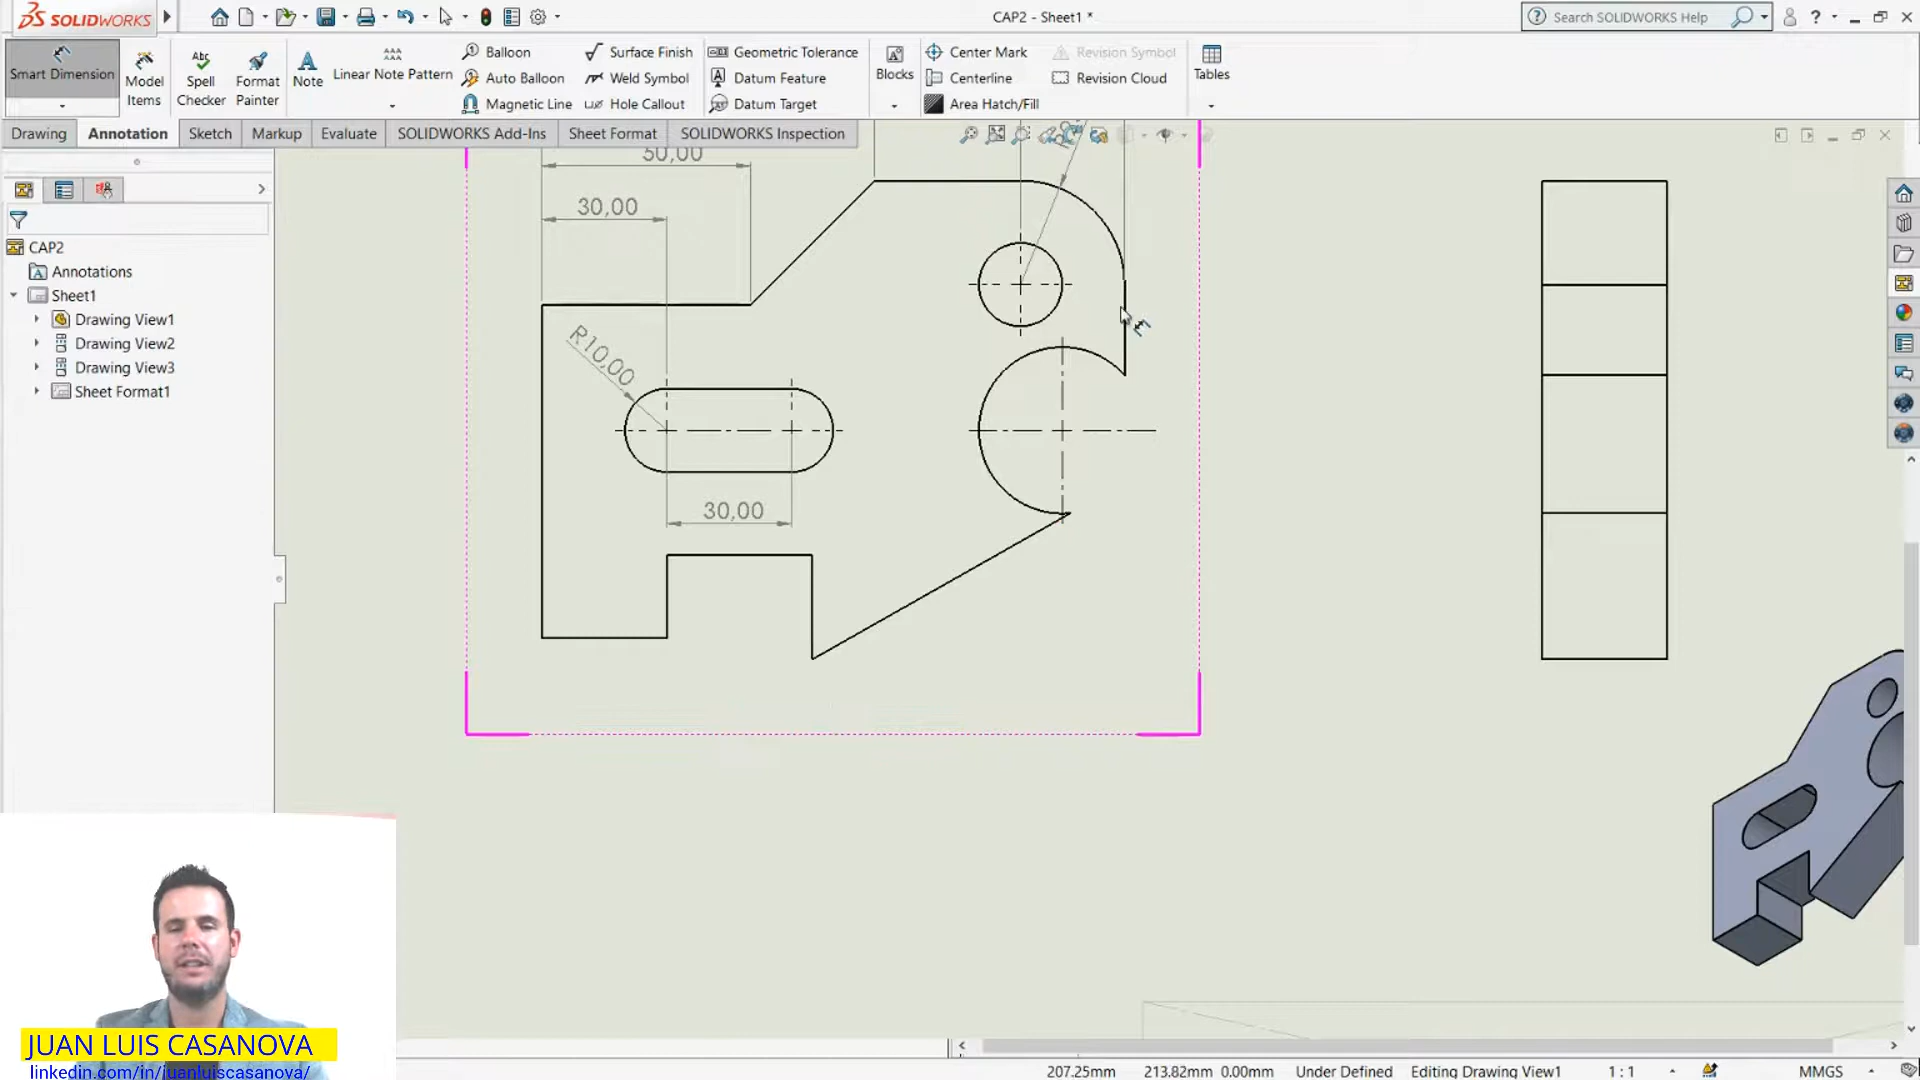 SOLIDWORKS
CAP2 - Sheet1 *
Search SOLIDWORKS Help
Smart Dimension
Model Items
Spell Checker
Format Painter
Note
Linear Note Pattern
Balloon
Auto Balloon
Magnetic Line
Surface Finish
Weld Symbol
Hole Callout
Geometric Tolerance
Datum Feature
Datum Target
Blocks
Center Mark
Centerline
Area Hatch/Fill
Revision Symbol
Revision Cloud
Tables
Drawing
Annotation
Sketch
Markup
Evaluate
SOLIDWORKS Add-Ins
Sheet Format
SOLIDWORKS Inspection
CAP2
Annotations
Sheet1
Drawing View1
Drawing View2
Drawing View3
Sheet Format1
50,00
30,00
R10,00
30,00
JUAN LUIS CASANOVA
linkedin.com/in/juanluiscasanova/
207.25mm 213.82mm 0.00mm Under Defined Editing Drawing View1 1 : 1 MMGS